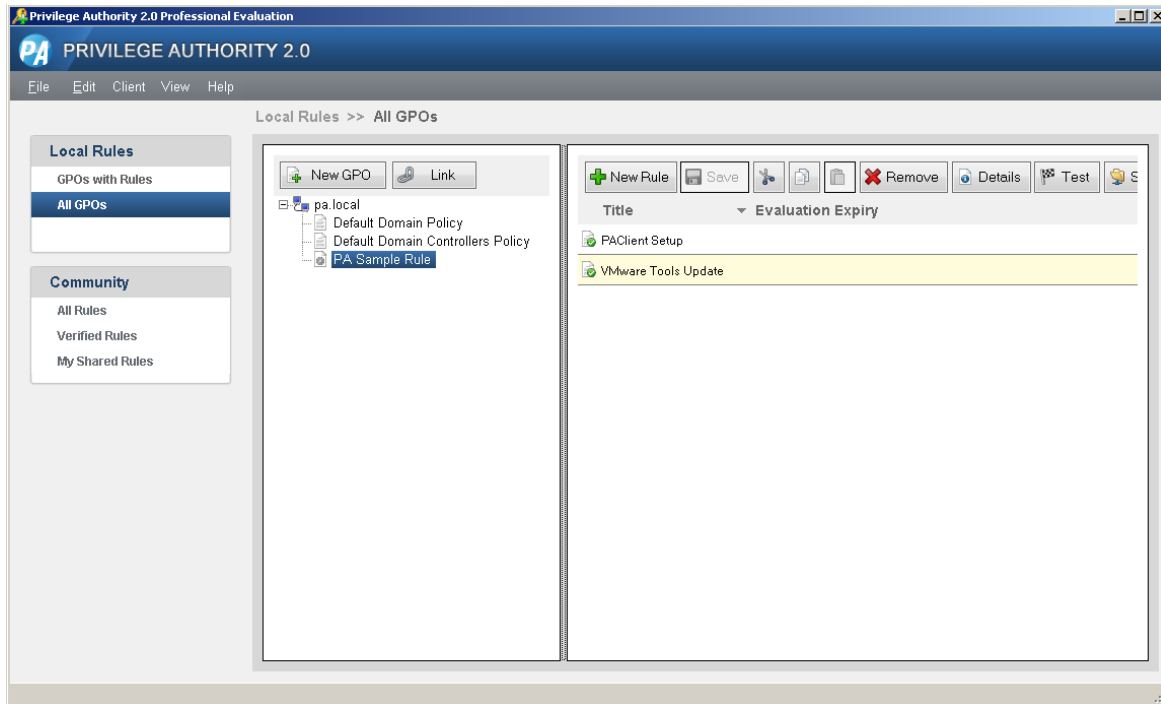 Privilege Authority 2.0 Professional Evaluation
PA PRIVILEGE AUTHORITY 2.0
File Edit Client View Help
Local Rules >> All GPOs
Local Rules
GPOs with Rules
All GPOs
Community
All Rules
Verified Rules
My Shared Rules
New GPO Link
pa.local
Default Domain Policy
Default Domain Controllers Policy
PA Sample Rule
New Rule Save Remove Details Test S
Title Evaluation Expiry
PAClient Setup
VMware Tools Update